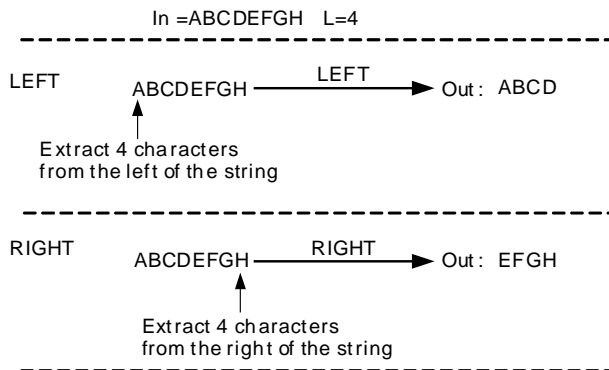 In =ABCDEFGH L=4
LEFT ABCDEFGH LEFT Out: ABCD
Extract 4 characters
from the left of the string
RIGHT ABCDEFGH RIGHT Out: EFGH
Extract 4 characters
from the right of the string